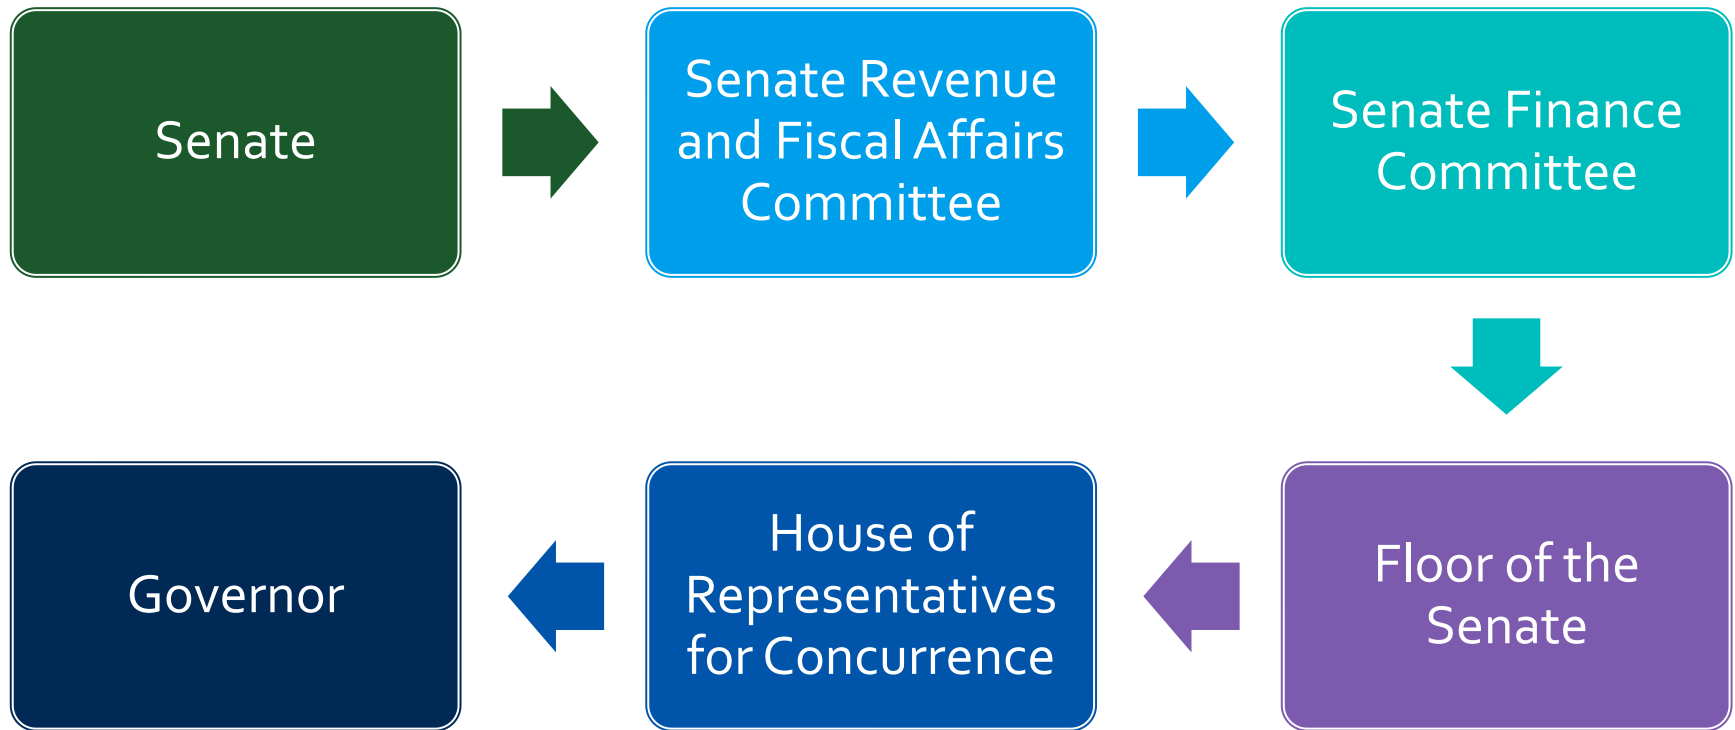 Senate
Senate Revenue
and Fiscal Affairs
Committee
Senate Finance
Committee
Floor of the
Senate
House of
Representatives
for Concurrence
Governor